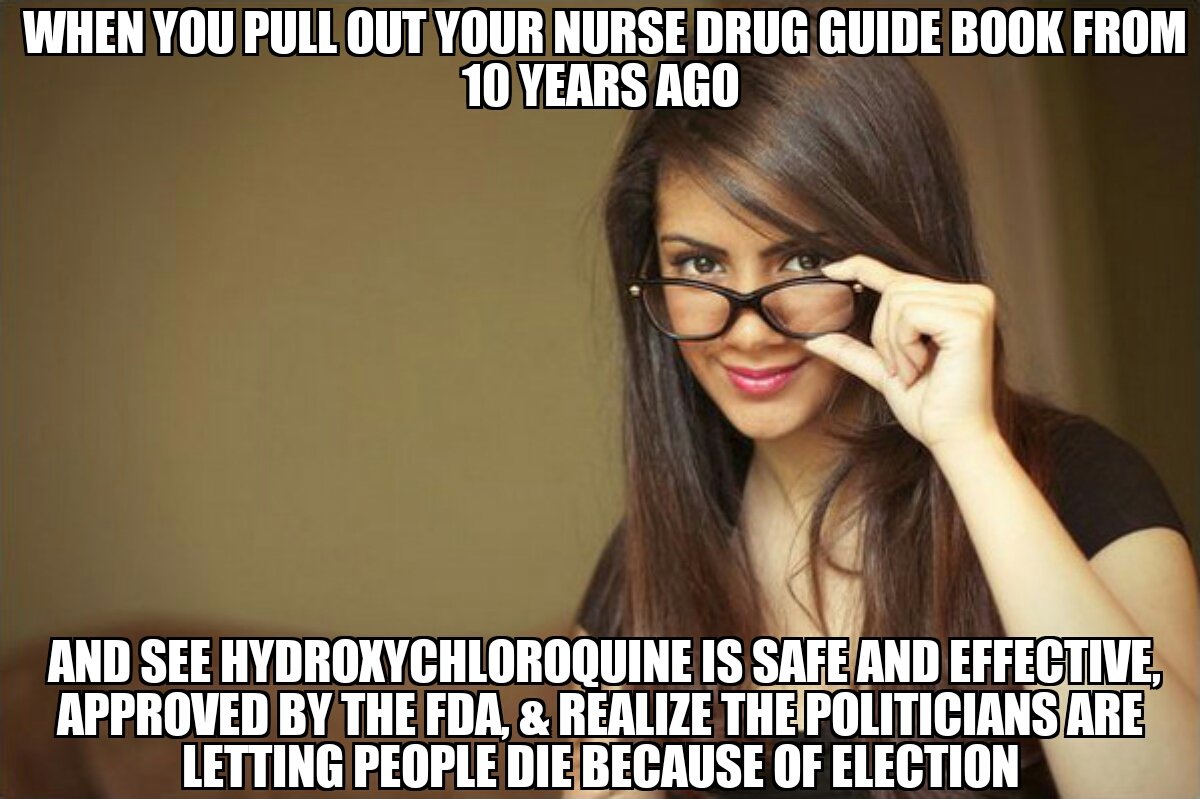 WHEN YOU PULL OUT YOUR NURSE DRUG GUIDE BOOK FROM
10 YEARS AGO
AND SEE HYDROXYCHLOROQUINE IS SAFE AND EFFECTIVE,
APPROVED BY THE FDA, & REALIZE THE POLITICIANS ARE
LETTING PEOPLE DIE BECAUSE OF ELECTION